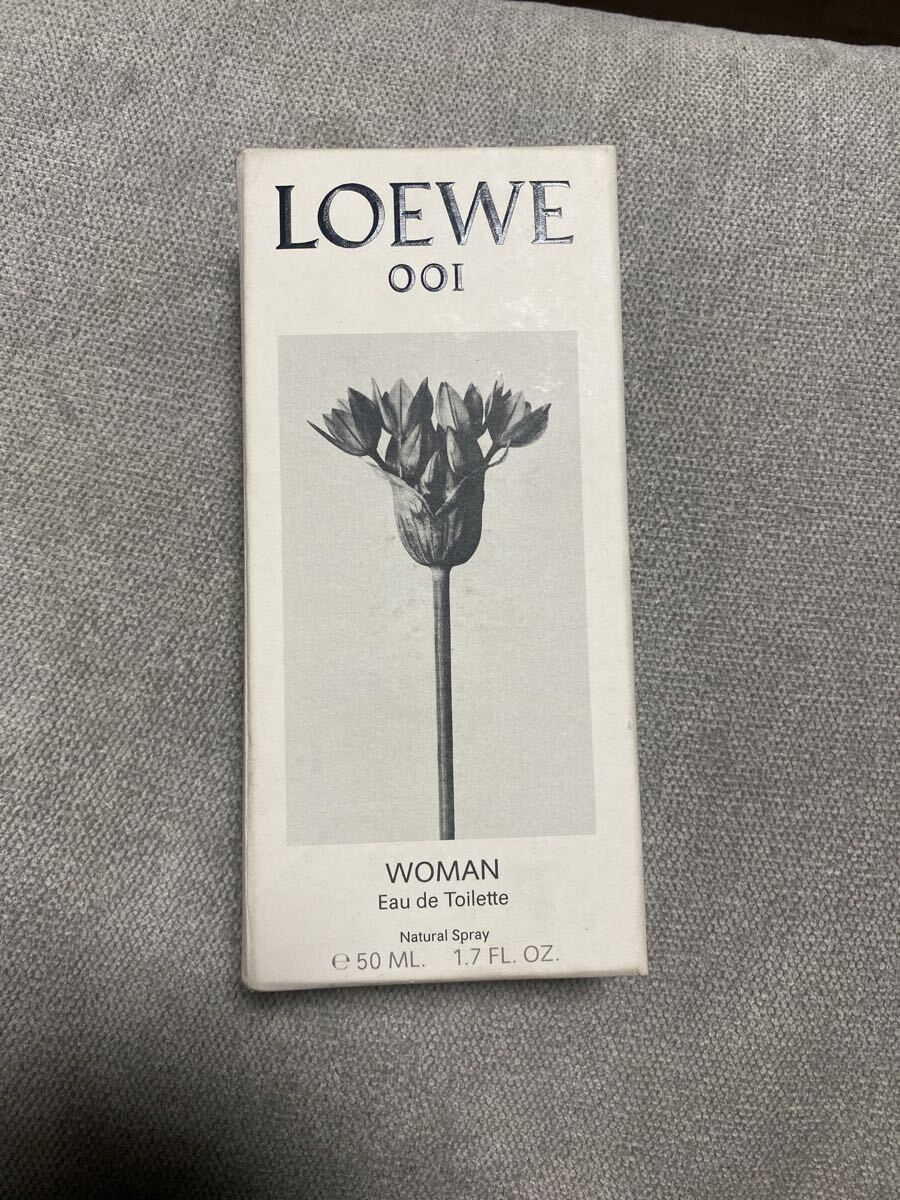 LOEWE
001
WOMAN
Eau de Toilette
Natural Spray
℮ 50 ML. 1.7 FL. OZ.